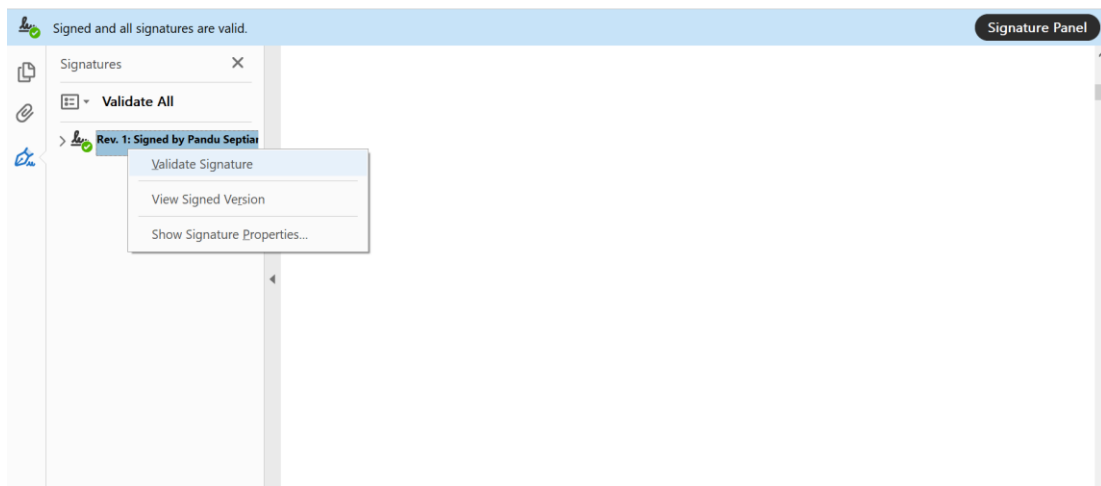 Signed and all signatures are valid.
Signature Panel
Signatures
Validate All
Rev. 1: Signed by Pandu Septiar
Validate Signature
View Signed Version
Show Signature Properties...